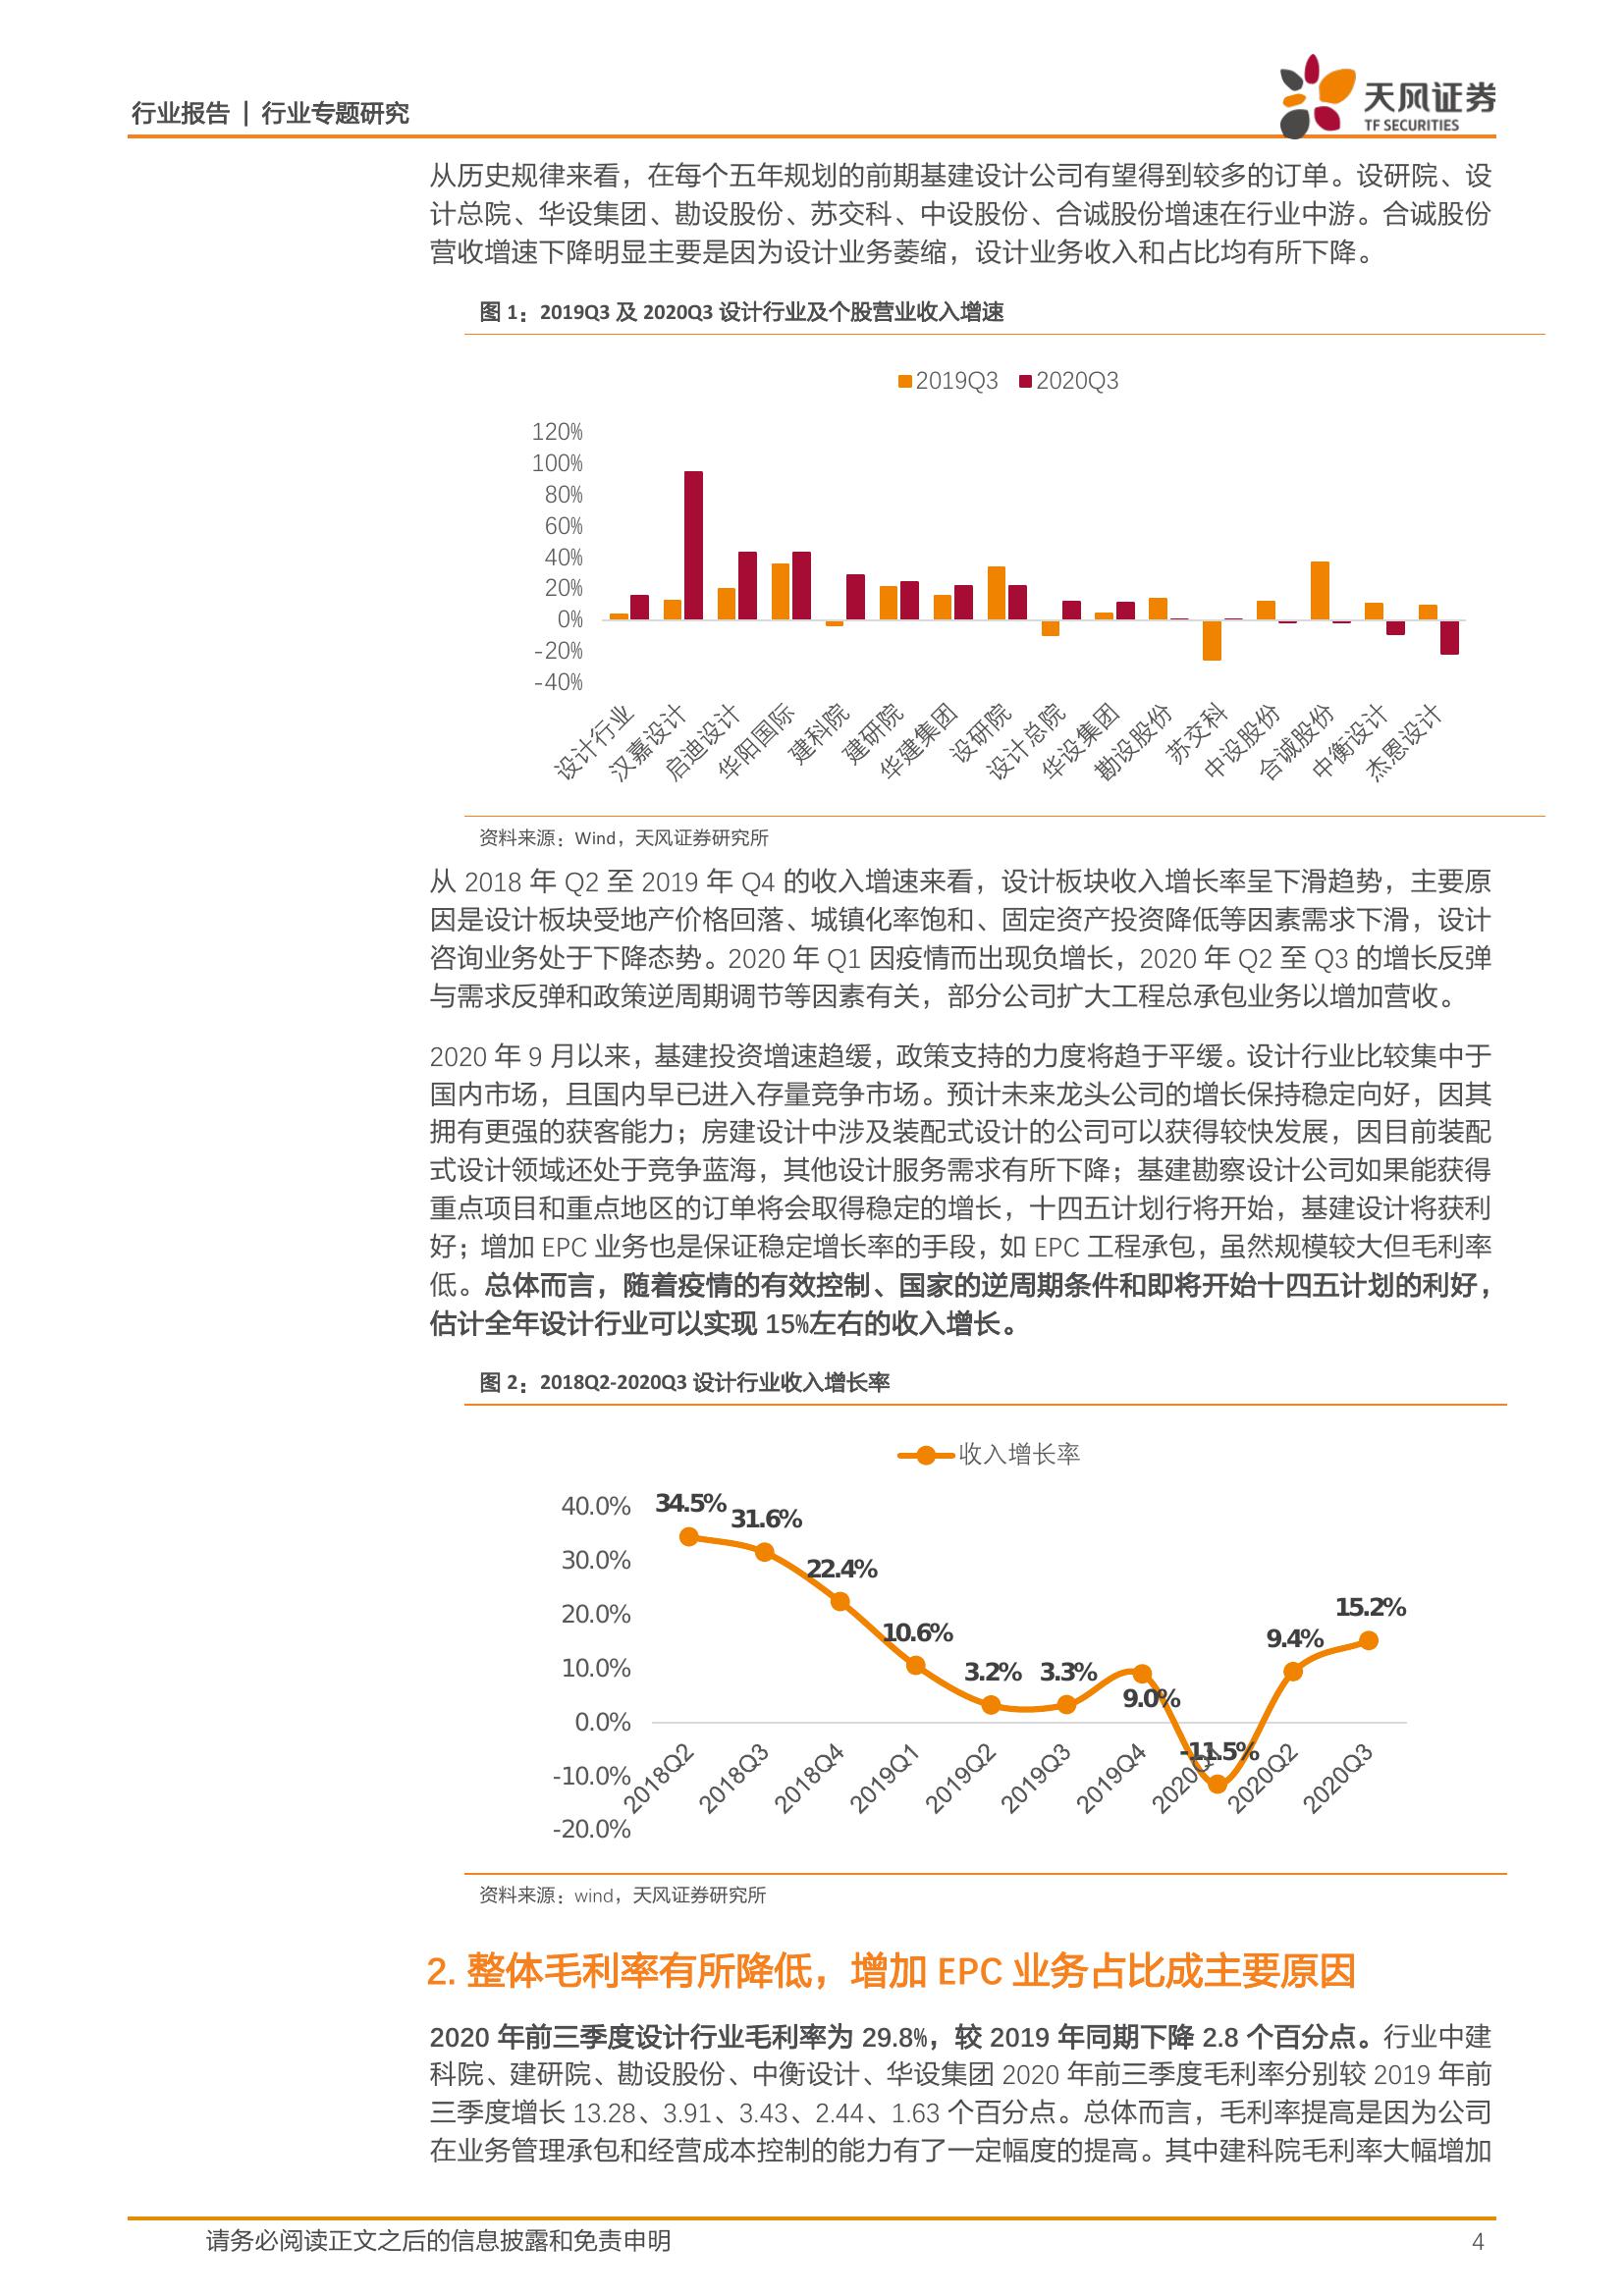 行业报告 | 行业专题研究
天风证券
TF SECURITIES
从历史规律来看，在每个五年规划的前期基建设计公司有望得到较多的订单。设研院、设
计总院、华设集团、勘设股份、苏交科、中设股份、合诚股份增速在行业中游。合诚股份
营收增速下降明显主要是因为设计业务萎缩，设计业务收入和占比均有所下降。
图 1：2019Q3 及 2020Q3 设计行业及个股营业收入增速
2019Q3 2020Q3
120%
100%
80%
60%
40%
20%
0%
-20%
-40%
设计行业
汉嘉设计
启迪设计
华阳国际
建科院
建研院
华建集团
设研院
设计总院
华设集团
勘设股份
苏交科
中设股份
合诚股份
中衡设计
杰恩设计
资料来源：Wind，天风证券研究所
从 2018 年 Q2 至 2019 年 Q4 的收入增速来看，设计板块收入增长率呈下滑趋势，主要原
因是设计板块受地产价格回落、城镇化率饱和、固定资产投资降低等因素需求下滑，设计
咨询业务处于下降态势。2020 年 Q1 因疫情而出现负增长，2020 年 Q2 至 Q3 的增长反弹
与需求反弹和政策逆周期调节等因素有关，部分公司扩大工程总承包业务以增加营收。
2020 年 9 月以来，基建投资增速趋缓，政策支持的力度将趋于平缓。设计行业比较集中于
国内市场，且国内早已进入存量竞争市场。预计未来龙头公司的增长保持稳定向好，因其
拥有更强的获客能力；房建设计中涉及装配式设计的公司可以获得较快发展，因目前装配
式设计领域还处于竞争蓝海，其他设计服务需求有所下降；基建勘察设计公司如果能获得
重点项目和重点地区的订单将会取得稳定的增长，十四五计划行将开始，基建设计将获利
好；增加 EPC 业务也是保证稳定增长率的手段，如 EPC 工程承包，虽然规模较大但毛利率
低。总体而言，随着疫情的有效控制、国家的逆周期条件和即将开始十四五计划的利好，
估计全年设计行业可以实现 15%左右的收入增长。
图 2：2018Q2-2020Q3 设计行业收入增长率
收入增长率
40.0%
30.0%
20.0%
10.0%
0.0%
-10.0%
-20.0%
34.5%
31.6%
22.4%
10.6%
3.2%
3.3%
9.0%
-11.5%
9.4%
15.2%
2018Q2
2018Q3
2018Q4
2019Q1
2019Q2
2019Q3
2019Q4
2020Q1
2020Q2
2020Q3
资料来源：wind，天风证券研究所
2. 整体毛利率有所降低，增加 EPC 业务占比成主要原因
2020 年前三季度设计行业毛利率为 29.8%，较 2019 年同期下降 2.8 个百分点。行业中建
科院、建研院、勘设股份、中衡设计、华设集团 2020 年前三季度毛利率分别较 2019 年前
三季度增长 13.28、3.91、3.43、2.44、1.63 个百分点。总体而言，毛利率提高是因为公司
在业务管理承包和经营成本控制的能力有了一定幅度的提高。其中建科院毛利率大幅增加
请务必阅读正文之后的信息披露和免责申明
4